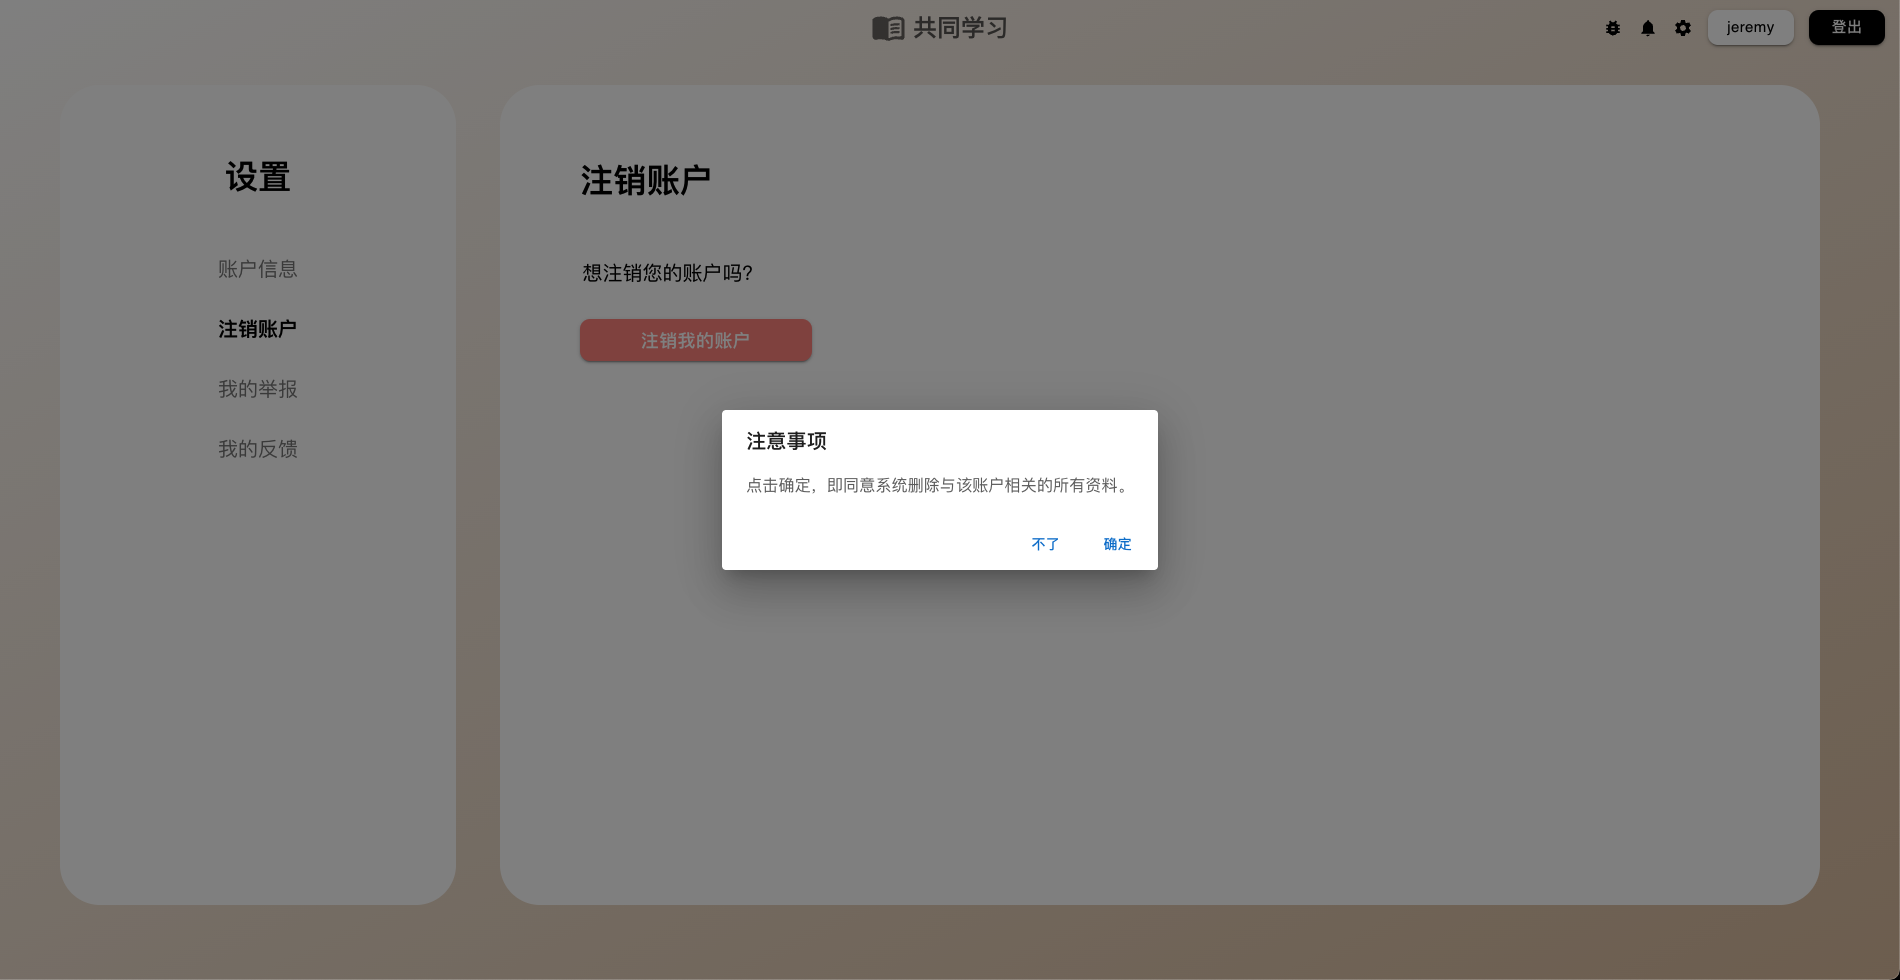 共同学习
jeremy
登出
设置
账户信息
注销账户
我的举报
我的反馈
注销账户
想注销您的账户吗?
注销我的账户
注意事项
点击确定，即同意系统删除与该账户相关的所有资料。
不了
确定